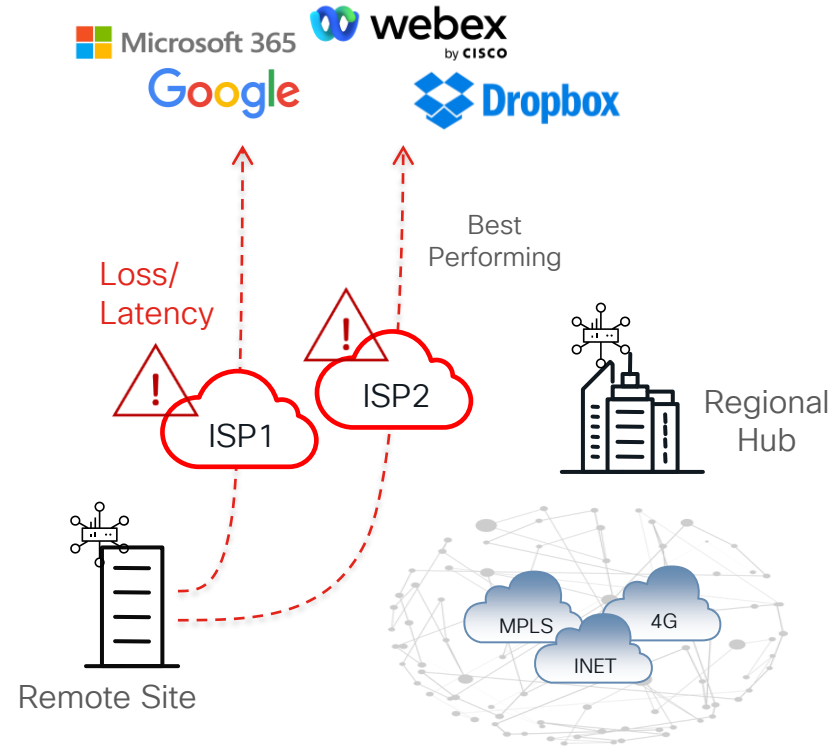 Microsoft 365
webex
by CISCO
Google
Dropbox
Best
Performing
Loss/
Latency
ISP1
ISP2
Regional
Hub
MPLS
4G
INET
Remote Site